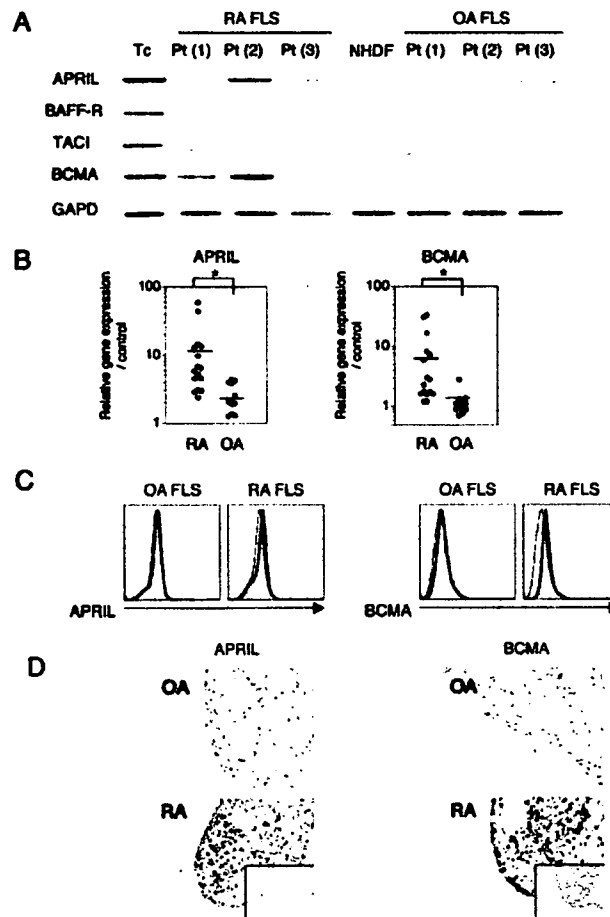 A
RA FLS
OA FLS
Tc Pt (1) Pt (2) Pt (3) NHDF Pt (1) Pt (2) Pt (3)
APRIL
BAFF-R
TACI
BCMA
GAPD
B
APRIL
*
Relative gene expression
/ control
100
10
1
RA OA
BCMA
*
Relative gene expression
/ control
100
10
1
RA OA
C
OA FLS RA FLS
APRIL
OA FLS RA FLS
BCMA
D
APRIL
OA
RA
BCMA
OA
RA